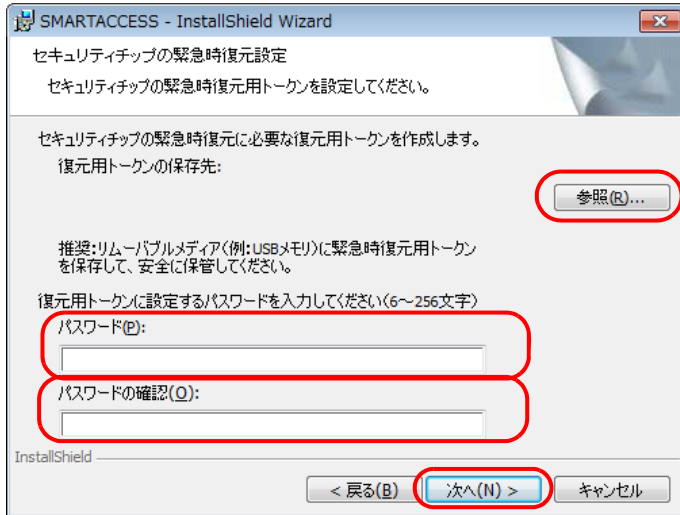 SMARTACCESS - InstallShield Wizard
セキュリティチップの緊急時復元設定
セキュリティチップの緊急時復元用トークンを設定してください。
セキュリティチップの緊急時復元に必要な復元用トークンを作成します。
復元用トークンの保存先:
参照(R)...
推奨:リムーバブルメディア(例:USBメモリ)に緊急時復元用トークン
を保存して、安全に保管してください。
復元用トークンに設定するパスワードを入力してください(6～256文字)
パスワード(P):
パスワードの確認(O):
InstallShield
< 戻る(B) 次へ(N) > キャンセル